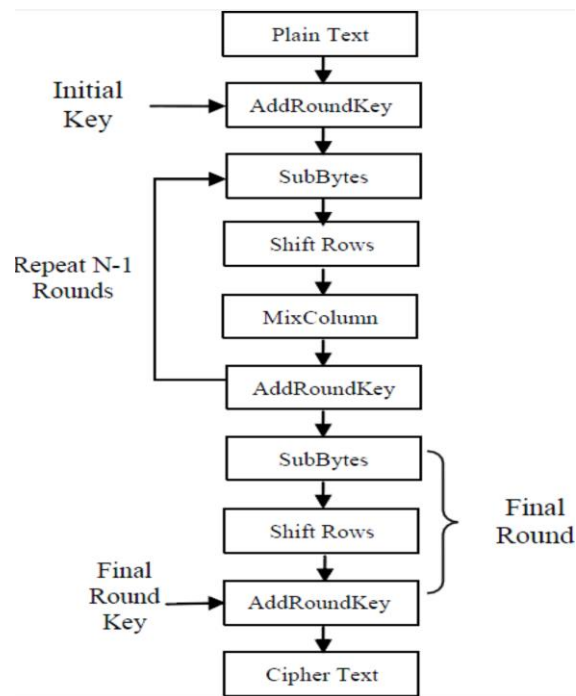 Plain Text
Initial
Key
AddRoundKey
SubBytes
Shift Rows
Repeat N-1
Rounds
MixColumn
AddRoundKey
SubBytes
Final
Round
Shift Rows
Final
Round
Key
AddRoundKey
Cipher Text